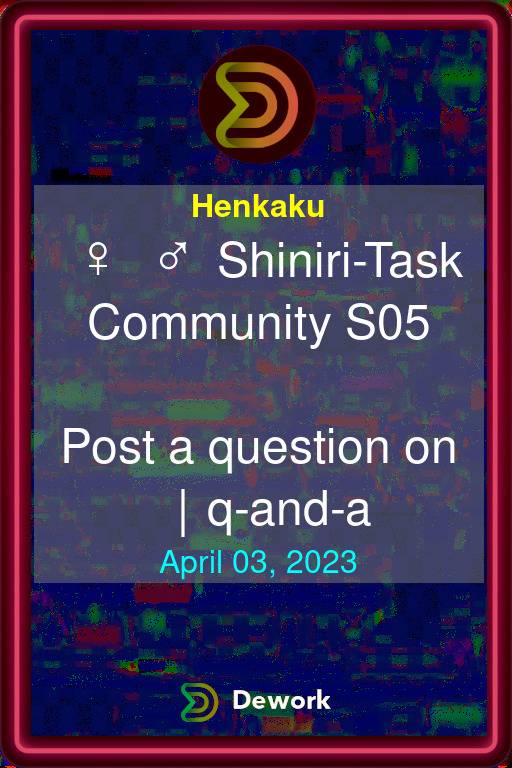 Henkaku
♀ ♂ Shiniri-Task
Community S05
Post a question on
| q-and-a
April 03, 2023
Dework